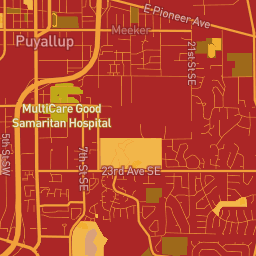 E Pioneer Ave
Puyallup
Meeker
21st St SE
MultiCare Good
Samaritan Hospital
5th St SW
7th St SE
23rd Ave SE